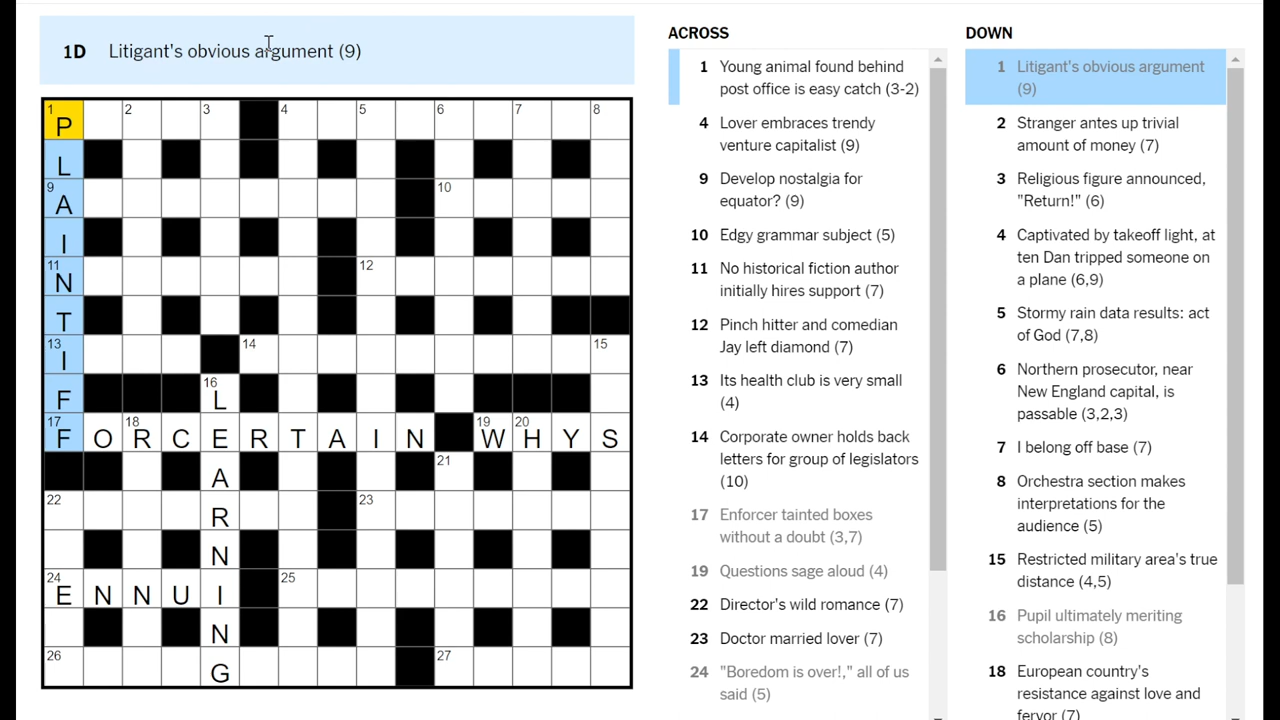 1D Litigant's obvious argument (9)
1 2 3 4 5 6 7 8
P
L
9 10
A
I
11 12
N
T
13 14 15
I
16
F L
17 18 19 20
F O R C E R T A I N W H Y S
21
A
22 23
R
N
24 25
E N N U I
N
26 27
G
ACROSS
1 Young animal found behind
post office is easy catch (3-2)
4 Lover embraces trendy
venture capitalist (9)
9 Develop nostalgia for
equator? (9)
10 Edgy grammar subject (5)
11 No historical fiction author
initially hires support (7)
12 Pinch hitter and comedian
Jay left diamond (7)
13 Its health club is very small
(4)
14 Corporate owner holds back
letters for group of legislators
(10)
17 Enforcer tainted boxes
without a doubt (3,7)
19 Questions sage aloud (4)
22 Director's wild romance (7)
23 Doctor married lover (7)
24 "Boredom is over!," all of us
said (5)
DOWN
1 Litigant's obvious argument
(9)
2 Stranger antes up trivial
amount of money (7)
3 Religious figure announced,
"Return!" (6)
4 Captivated by takeoff light, at
ten Dan tripped someone on
a plane (6,9)
5 Stormy rain data results: act
of God (7,8)
6 Northern prosecutor, near
New England capital, is
passable (3,2,3)
7 I belong off base (7)
8 Orchestra section makes
interpretations for the
audience (5)
15 Restricted military area's true
distance (4,5)
16 Pupil ultimately meriting
scholarship (8)
18 European country's
resistance against love and
fervor (7)